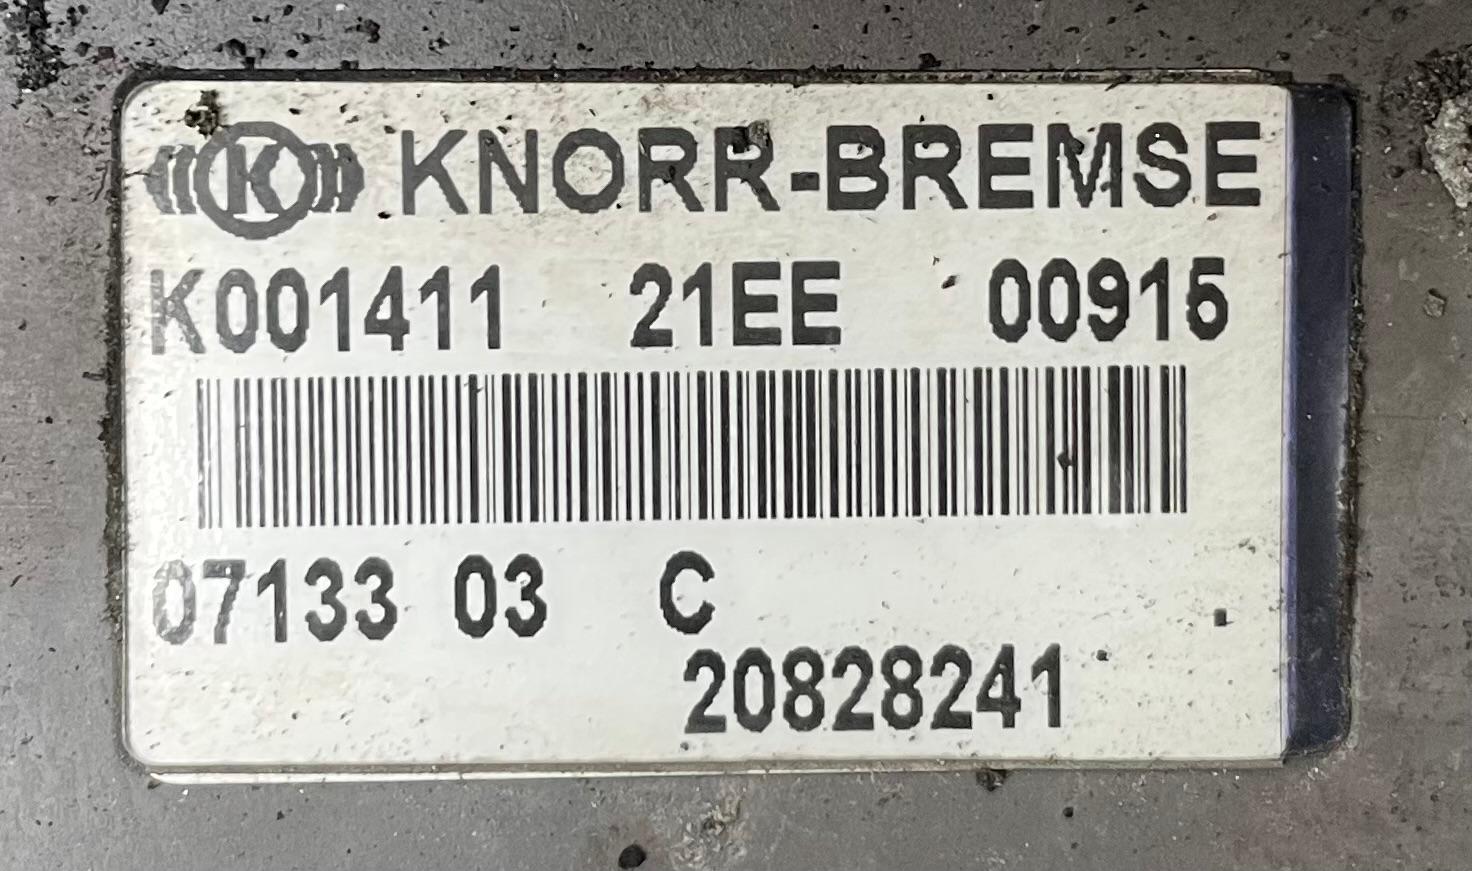 K KNORR-BREMSE
K001411 21EE 00915
07133 03 C
20828241